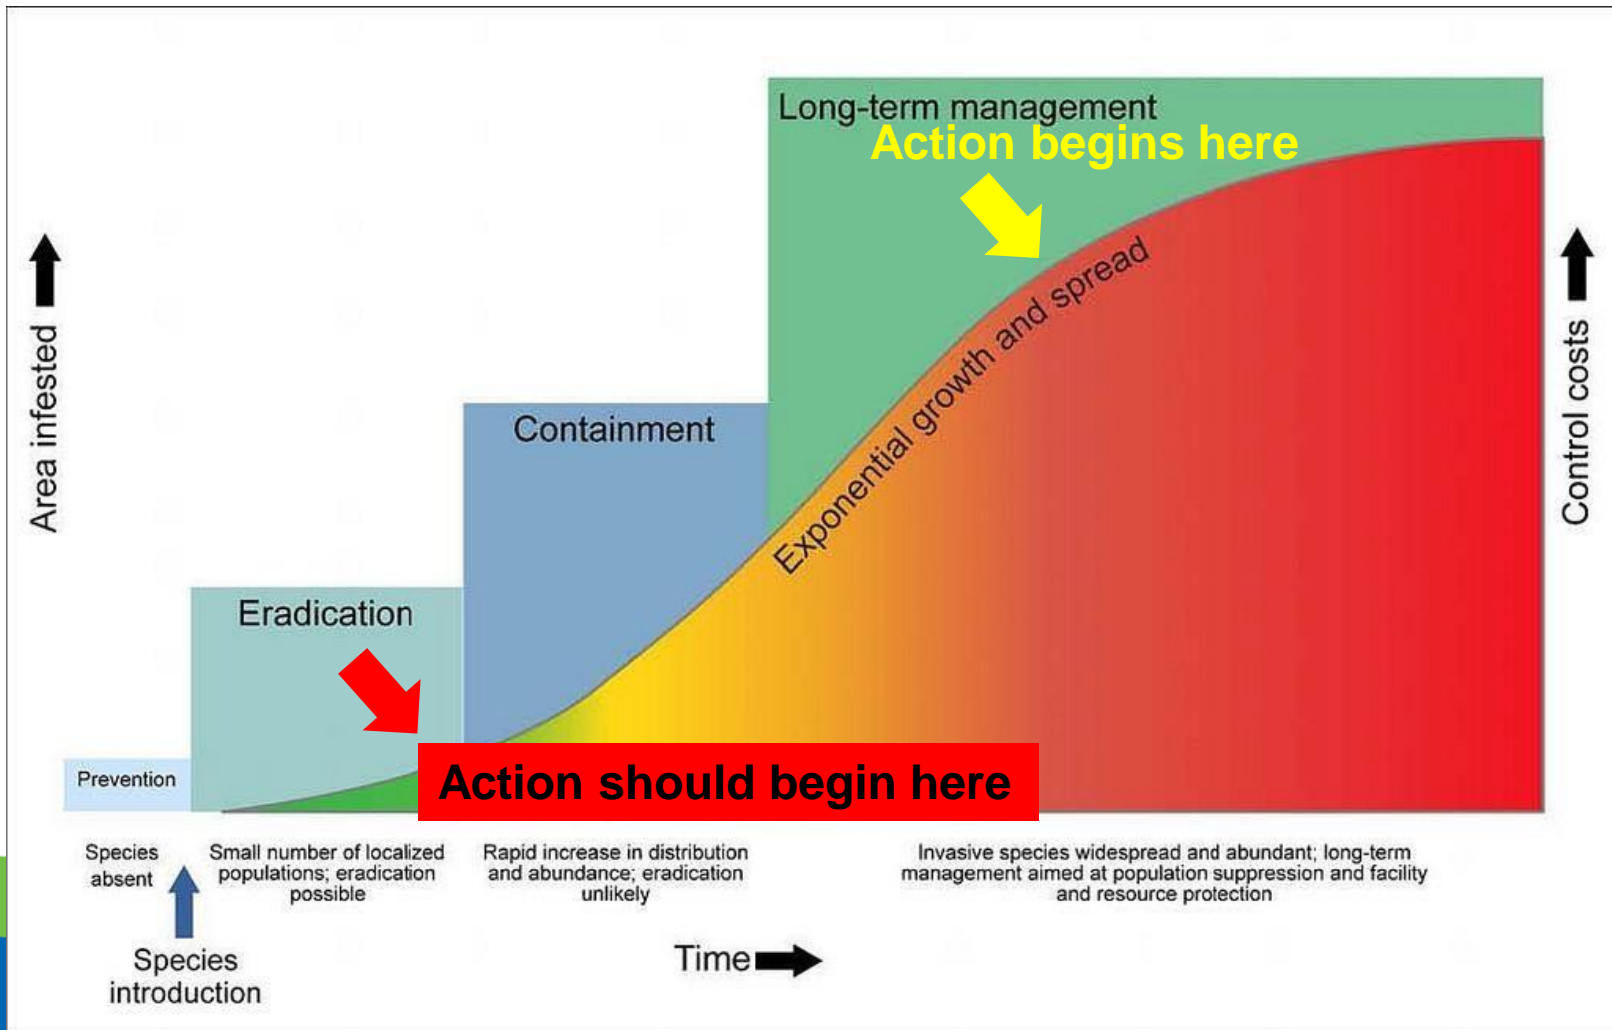 Long-term management
Action begins here
Area infested
Control costs
Exponential growth and spread
Containment
Eradication
Prevention
Action should begin here
Species
absent
Small number of localized
populations; eradication
possible
Rapid increase in distribution
and abundance; eradication
unlikely
Invasive species widespread and abundant; long-term
management aimed at population suppression and facility
and resource protection
Species
introduction
Time